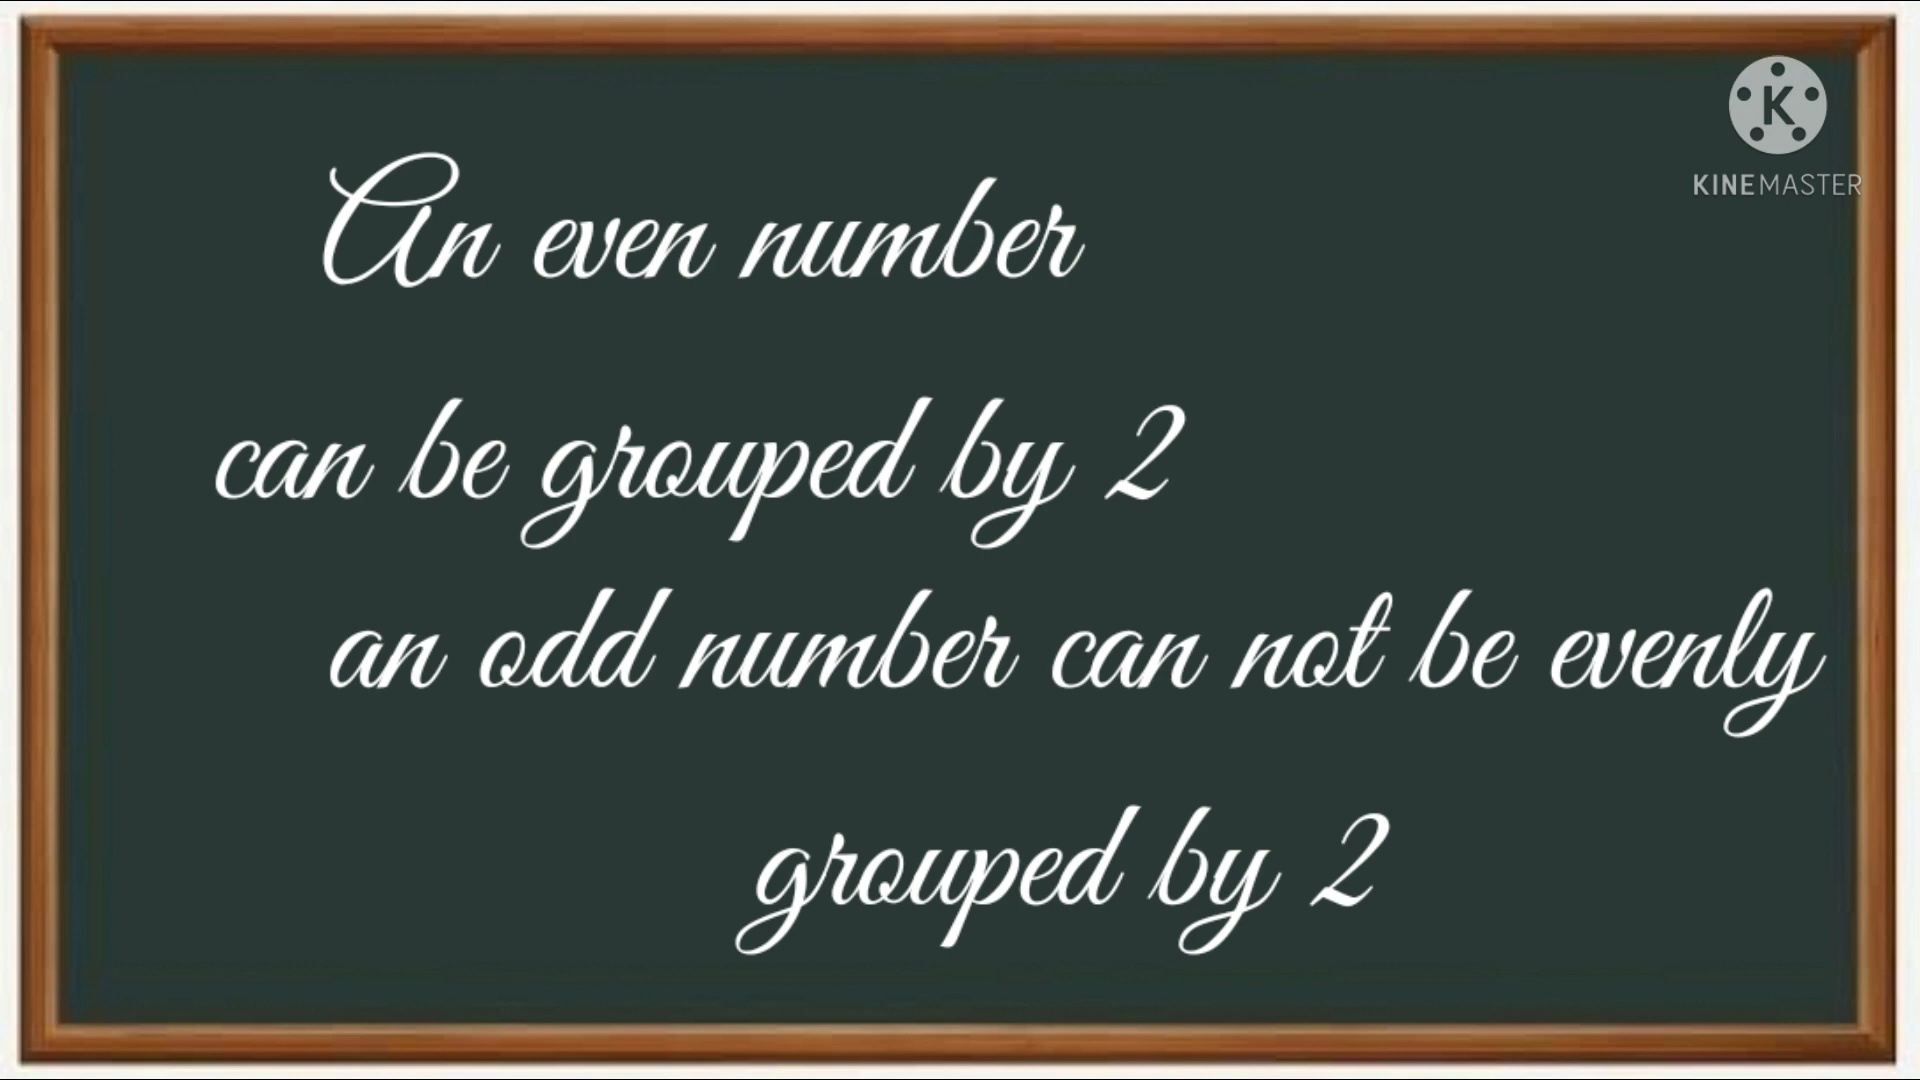 K
KINEMASTER
An even number
can be grouped by 2
an odd number can not be evenly
grouped by 2